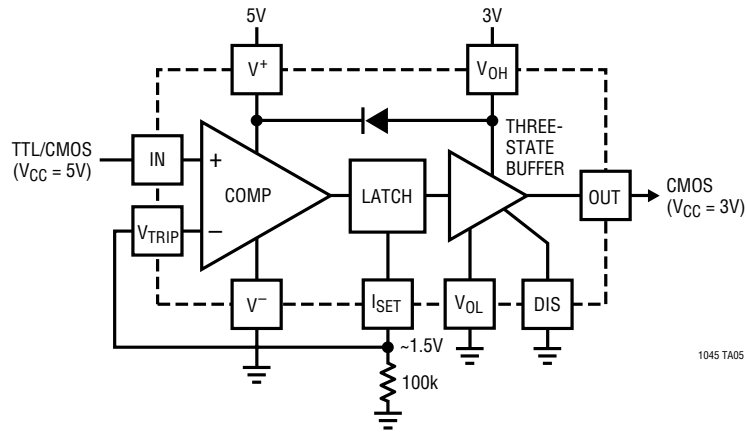 5V
3V
V+
VOH
THREE-
STATE
BUFFER
TTL/CMOS
(VCC = 5V)
IN
+
COMP
LATCH
OUT
CMOS
(VCC = 3V)
VTRIP
–
V–
ISET
VOL
DIS
~1.5V
100k
1045 TA05